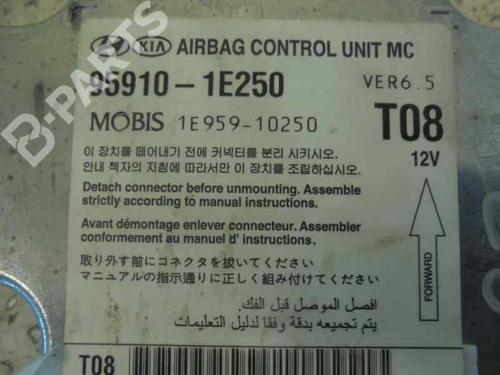 B-PARTS
HYUNDAI KIA AIRBAG CONTROL UNIT MC
95910-1E250 VER6.5
MOBIS 1E959-10250 T08
이 장치를 떼어내기 전에 커넥터를 분리 시키시오. 12V
안내 책자의 지침에 따라서만 이 장치를 조립하십시오.
Detach connector before unmounting. Assemble
strictly according to manual instructions.
Avant démontage enlever connecteur. Assembler
conformement au manuel d' instructions.
取り外す前にコネクタを抜いてください
マニュアルの指示通りに正しく組み付けてください
FORWARD
افصل الموصل قبل الفك.
يتم تجميعه بدقة وفقا لدليل التعليمات
T08